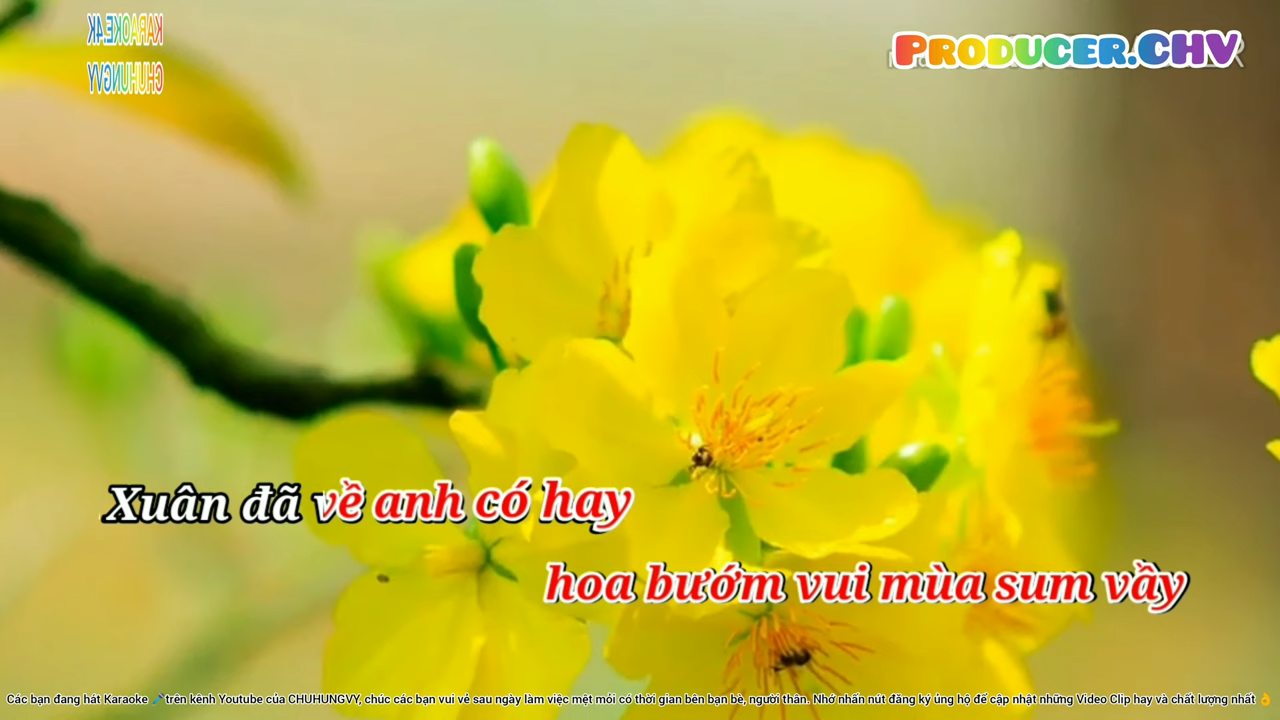 KARAOKE4K
CHUHUNGVY
PRODUCER.CHV
Xuân đã về anh có hay
hoa bướm vui mùa sum vầy
Các bạn đang hát Karaoke 🎤trên kênh Youtube của CHUHUNGVY, chúc các bạn vui vẻ sau ngày làm việc mệt mỏi có thời gian bên bạn bè, người thân. Nhớ nhấn nút đăng ký ủng hộ để cập nhật những Video Clip hay và chất lượng nhất 👌